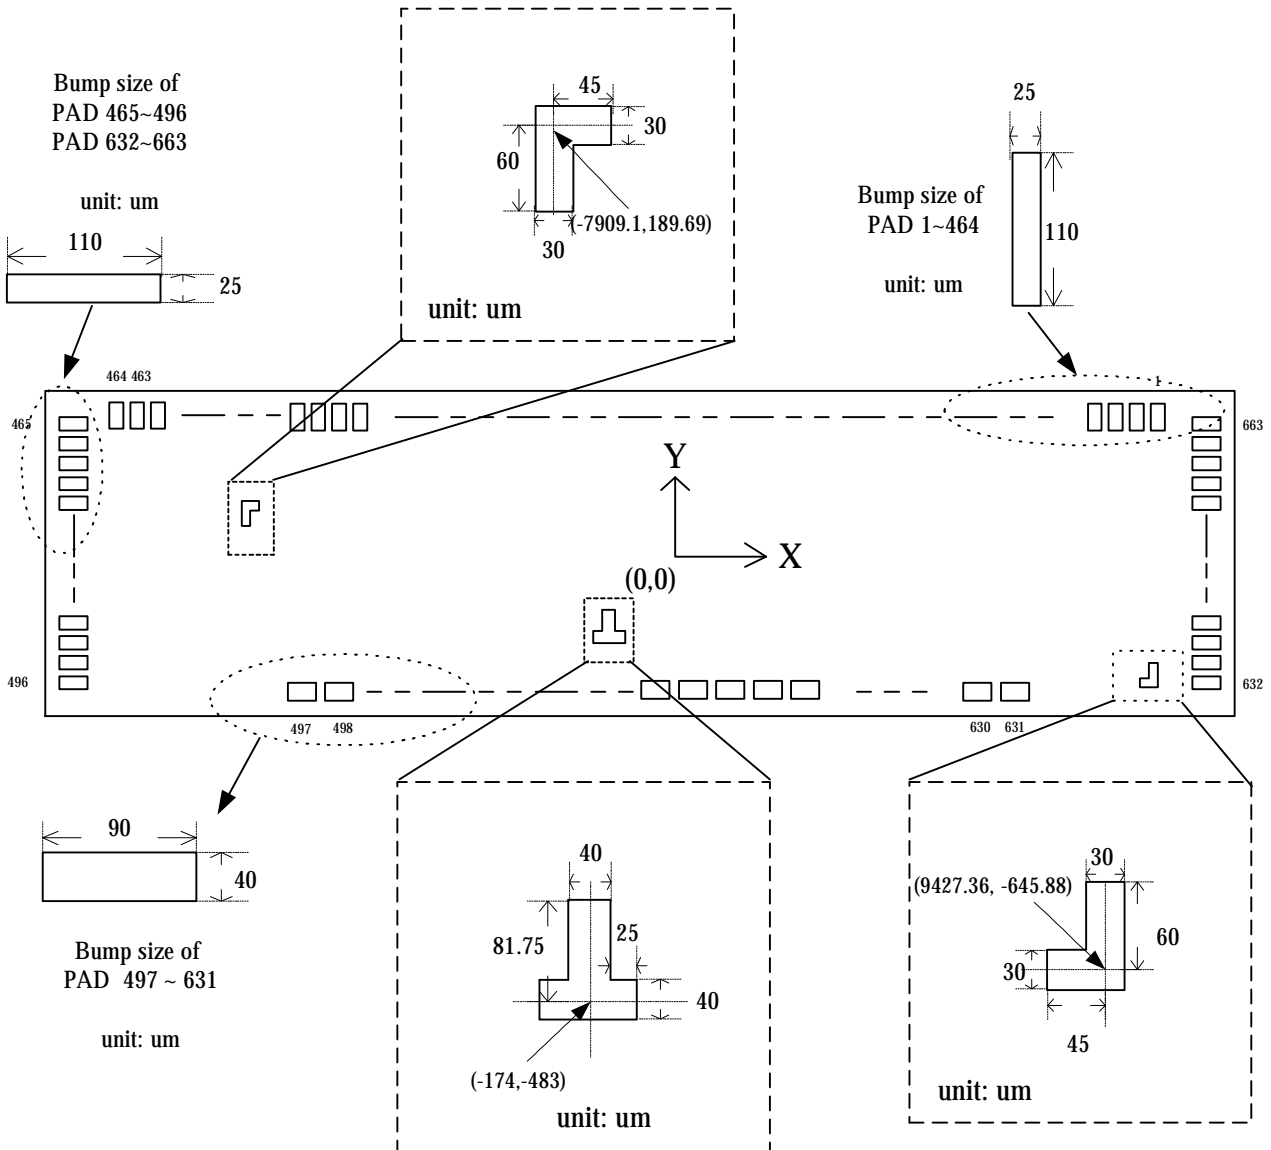 Bump size of
PAD 465~496
PAD 632~663
unit: um
110
25
45
30
60
(-7909.1,189.69)
30
unit: um
25
Bump size of
PAD 1~464
110
unit: um
464 463
1
465
663
Y
X
(0,0)
496
632
497
498
630
631
90
40
Bump size of
PAD 497 ~ 631
unit: um
40
81.75
25
40
(-174,-483)
unit: um
30
(9427.36, -645.88)
60
30
45
unit: um